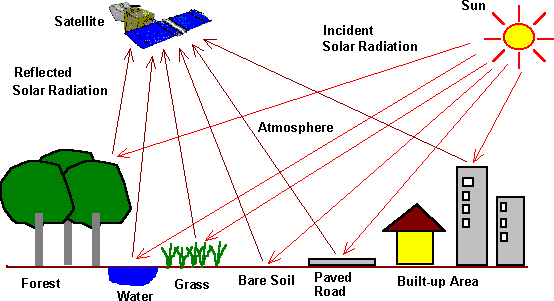 Sun
Satellite
Incident
Solar Radiation
Reflected
Solar Radiation
Atmosphere
Forest
Water
Grass
Bare Soil
Paved
Road
Built-up Area